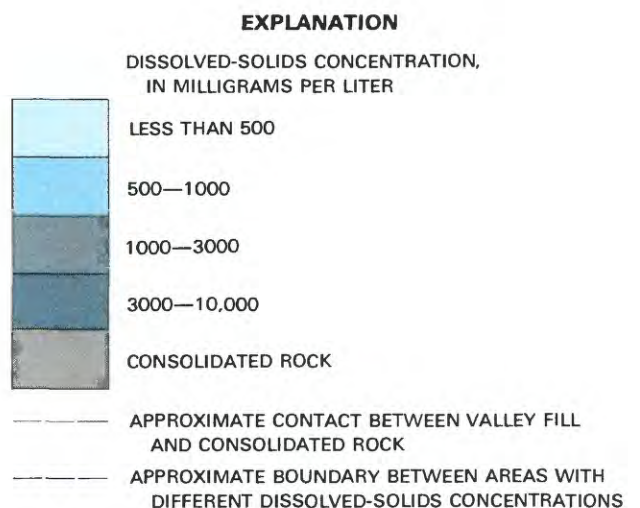 EXPLANATION
DISSOLVED-SOLIDS CONCENTRATION,
IN MILLIGRAMS PER LITER
LESS THAN 500
500—1000
1000—3000
3000—10,000
CONSOLIDATED ROCK
APPROXIMATE CONTACT BETWEEN VALLEY FILL
AND CONSOLIDATED ROCK
APPROXIMATE BOUNDARY BETWEEN AREAS WITH
DIFFERENT DISSOLVED-SOLIDS CONCENTRATIONS